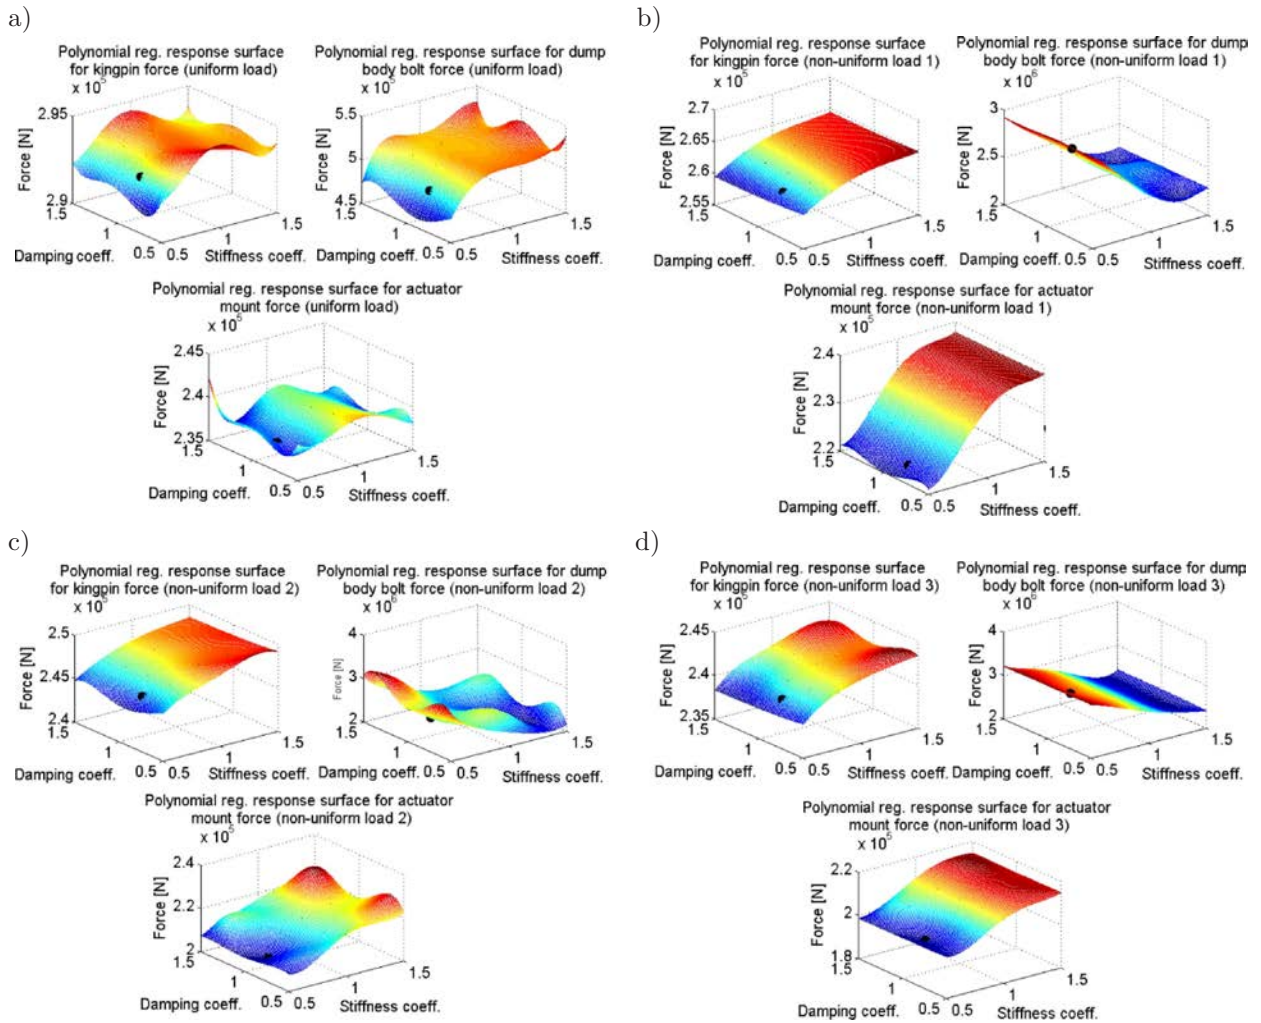 a)
Polynomial reg. response surface
for kingpin force (uniform load)
x 10^5
2.95
2.9
Force [N]
1.5
1
0.5
Damping coeff.
0.5
1
1.5
Stiffness coeff.
Polynomial reg. response surface for dump
body bolt force (uniform load)
x 10^5
5.5
5
4.5
Force [N]
1.5
1
0.5
Damping coeff.
0.5
1
1.5
Stiffness coeff.
Polynomial reg. response surface for actuator
mount force (uniform load)
x 10^5
2.45
2.4
2.35
Force [N]
1.5
1
0.5
Damping coeff.
0.5
1
1.5
Stiffness coeff.
b)
Polynomial reg. response surface
for kingpin force (non-uniform load 1)
x 10^5
2.7
2.65
2.6
2.55
Force [N]
1.5
1
0.5
Damping coeff.
0.5
1
1.5
Stiffness coeff.
Polynomial reg. response surface for dump
body bolt force (non-uniform load 1)
x 10^6
3
2.5
2
Force [N]
1.5
1
0.5
Damping coeff.
0.5
1
1.5
Stiffness coeff.
Polynomial reg. response surface for actuator
mount force (non-uniform load 1)
x 10^5
2.4
2.3
2.2
Force [N]
1.5
1
0.5
Damping coeff.
0.5
1
1.5
Stiffness coeff.
c)
Polynomial reg. response surface
for kingpin force (non-uniform load 2)
x 10^5
2.5
2.45
2.4
Force [N]
1.5
1
0.5
Damping coeff.
0.5
1
1.5
Stiffness coeff.
Polynomial reg. response surface for dump
body bolt force (non-uniform load 2)
x 10^6
4
3
2
Force [N]
1.5
1
0.5
Damping coeff.
0.5
1
1.5
Stiffness coeff.
Polynomial reg. response surface for actuator
mount force (non-uniform load 2)
x 10^5
2.4
2.2
2
Force [N]
1.5
1
0.5
Damping coeff.
0.5
1
1.5
Stiffness coeff.
d)
Polynomial reg. response surface
for kingpin force (non-uniform load 3)
x 10^5
2.45
2.4
2.35
Force [N]
1.5
1
0.5
Damping coeff.
0.5
1
1.5
Stiffness coeff.
Polynomial reg. response surface for dump
body bolt force (non-uniform load 3)
x 10^6
4
3
2
Force [N]
1.5
1
0.5
Damping coeff.
0.5
1
1.5
Stiffness coeff.
Polynomial reg. response surface for actuator
mount force (non-uniform load 3)
x 10^5
2.2
2
1.8
Force [N]
1.5
1
0.5
Damping coeff.
0.5
1
1.5
Stiffness coeff.